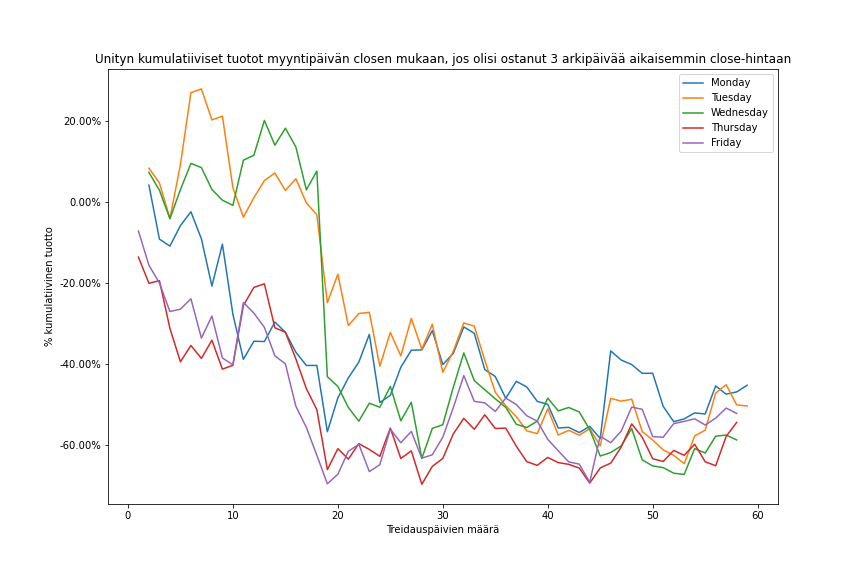 Unityn kumulatiiviset tuotot myyntipäivän closen mukaan, jos olisi ostanut 3 arkipäivää aikaisemmin close-hintaan
Monday
Tuesday
Wednesday
Thursday
Friday
20.00%
0.00%
-20.00%
-40.00%
-60.00%
% kumulatiivinen tuotto
0
10
20
30
40
50
60
Treidauspäivien määrä